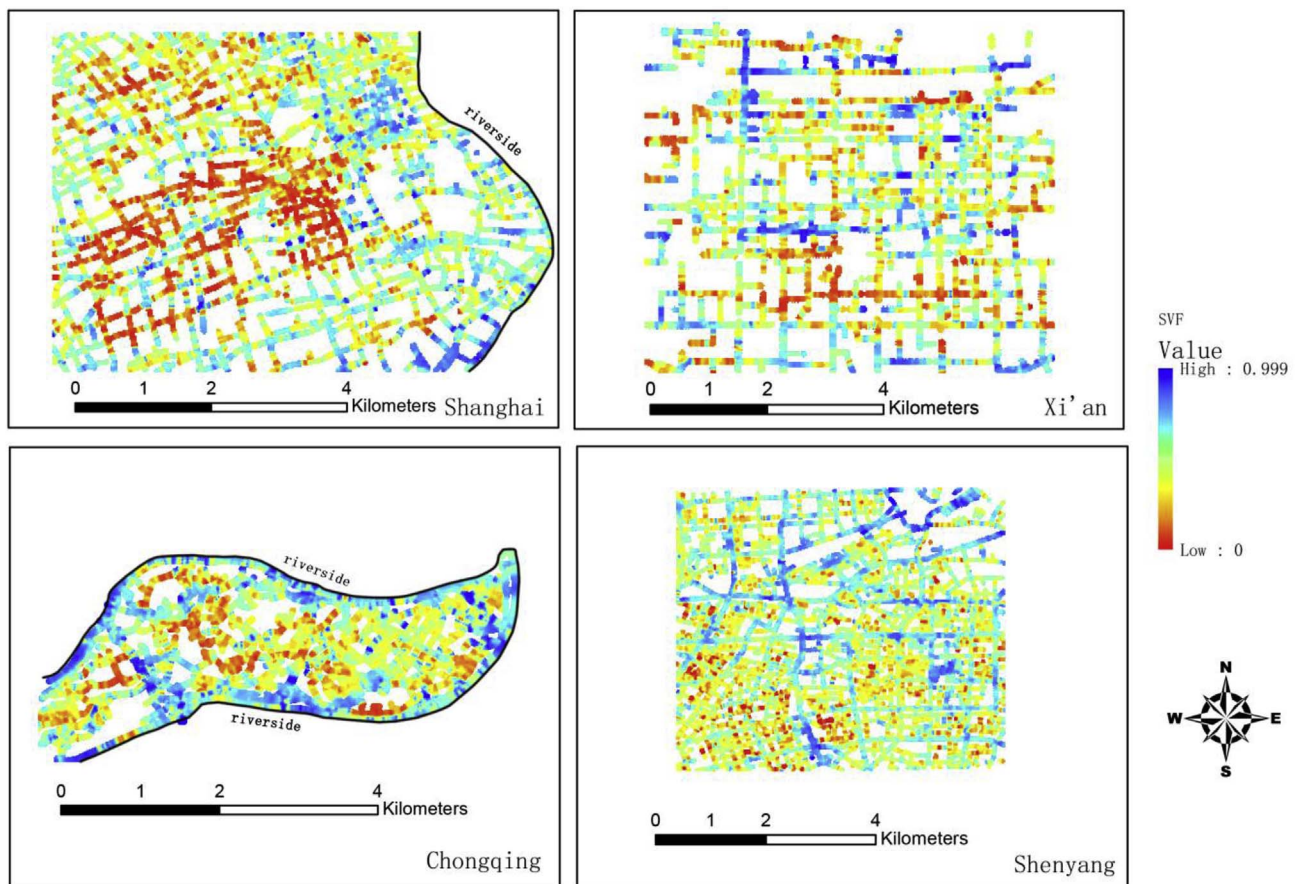 riverside
0 1 2 4
Kilometers
Shanghai
0 1 2 4
Kilometers
Xi'an
SVF
Value
High : 0.999
Low : 0
riverside
riverside
0 1 2 4
Kilometers
Chongqing
0 1 2 4
Kilometers
Shenyang
N
W E
S